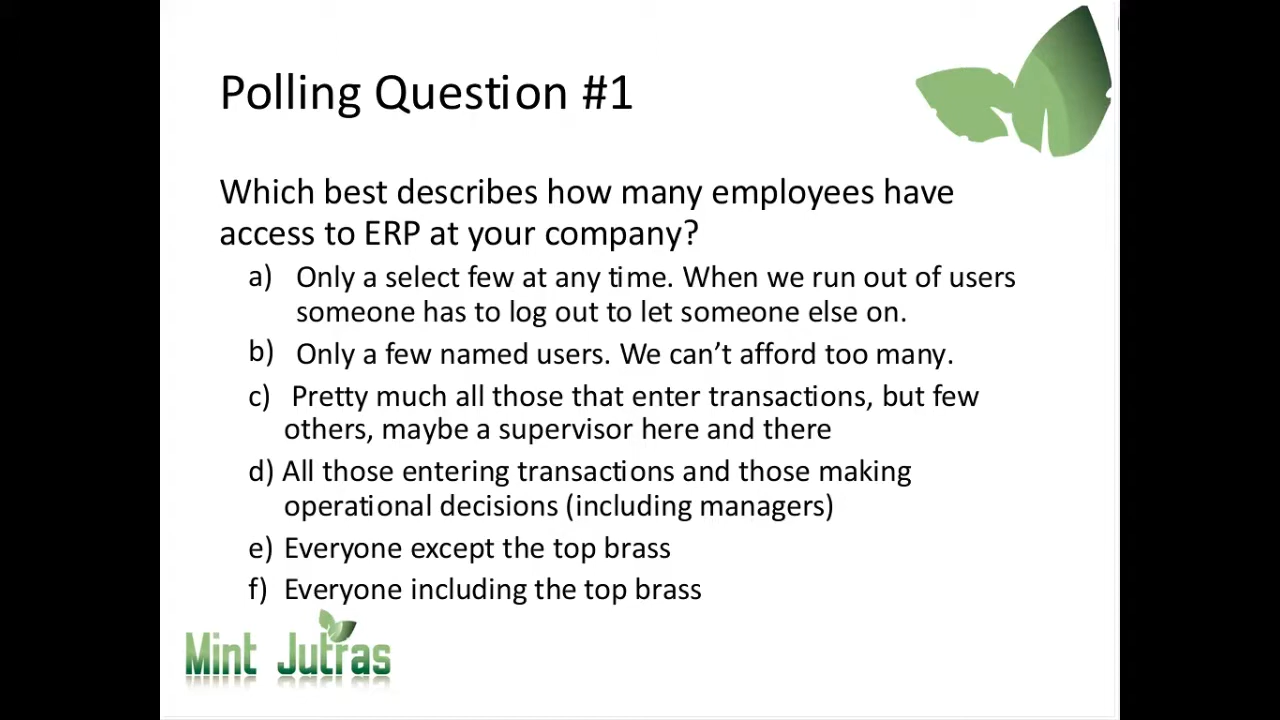 Polling Question #1
Which best describes how many employees have
access to ERP at your company?
a) Only a select few at any time. When we run out of users
someone has to log out to let someone else on.
b) Only a few named users. We can’t afford too many.
c) Pretty much all those that enter transactions, but few
others, maybe a supervisor here and there
d) All those entering transactions and those making
operational decisions (including managers)
e) Everyone except the top brass
f) Everyone including the top brass
Mint Jutras